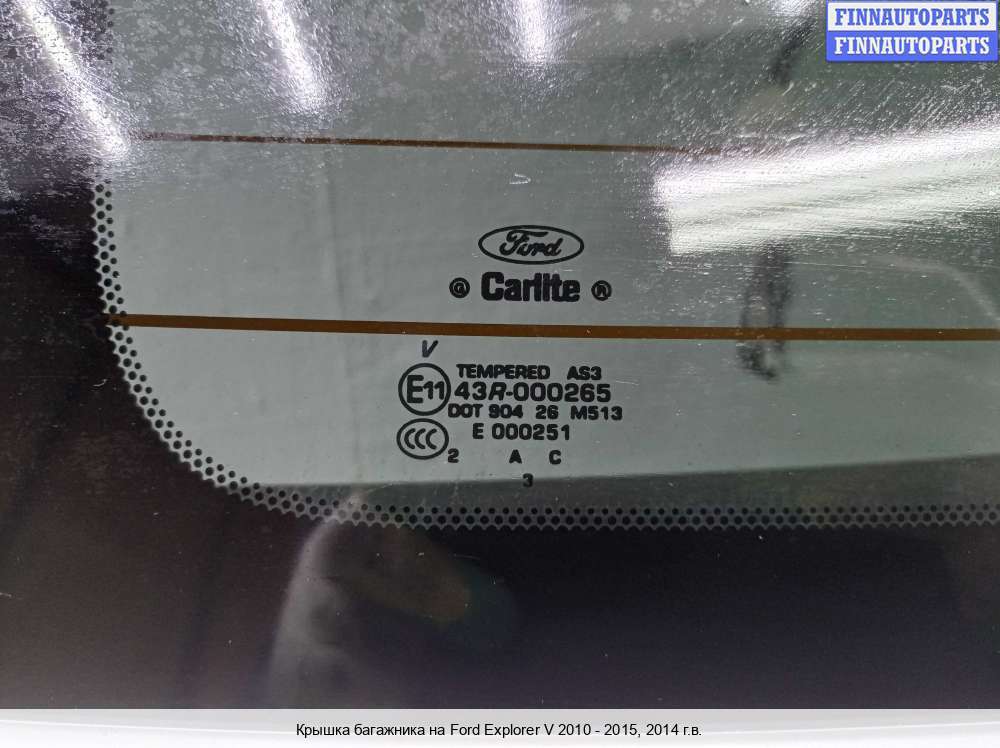 FINNAUTOPARTS
FINNAUTOPARTS
Ford
@ Carlite ®
V
TEMPERED AS3
E11 43R-000265
DOT 904 26 M513
E 000251
CCC 2 A C
3
Крышка багажника на Ford Explorer V 2010 - 2015, 2014 г.в.